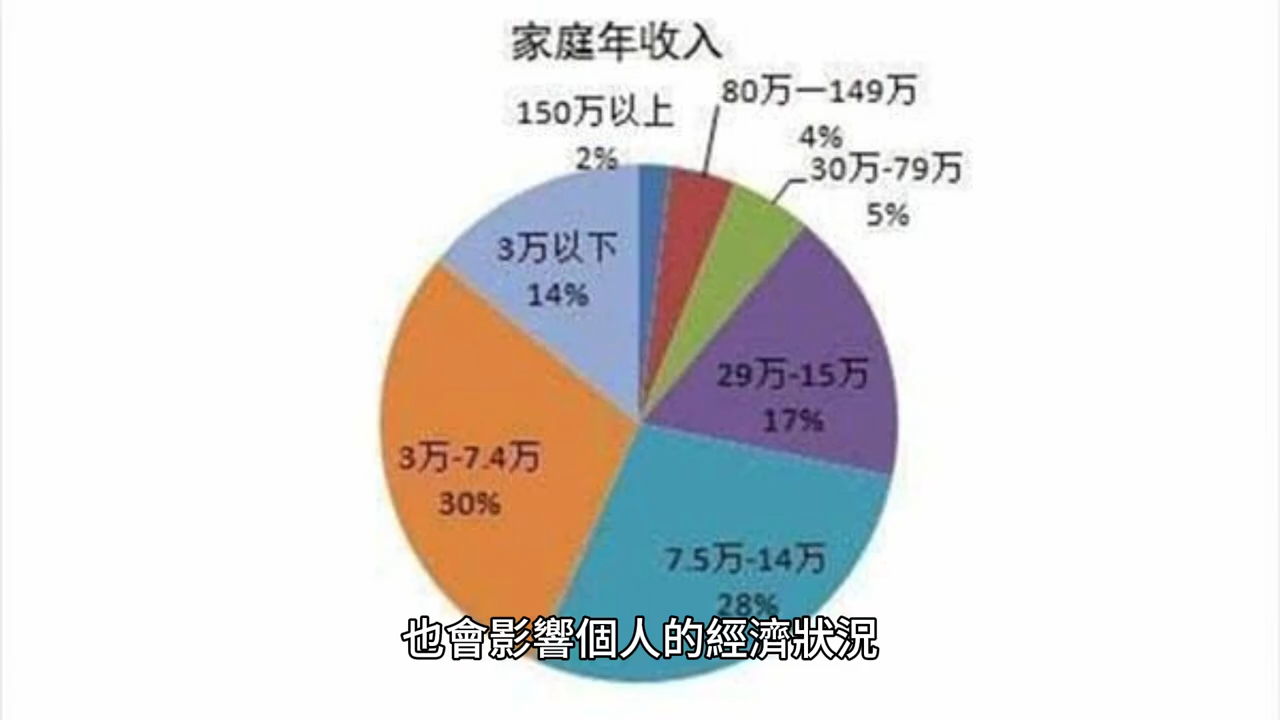 家庭年收入
150万以上
2%
80万一149万
4%
30万-79万
5%
3万以下
14%
29万-15万
17%
3万-7.4万
30%
7.5万-14万
28%
也會影響個人的經濟狀況